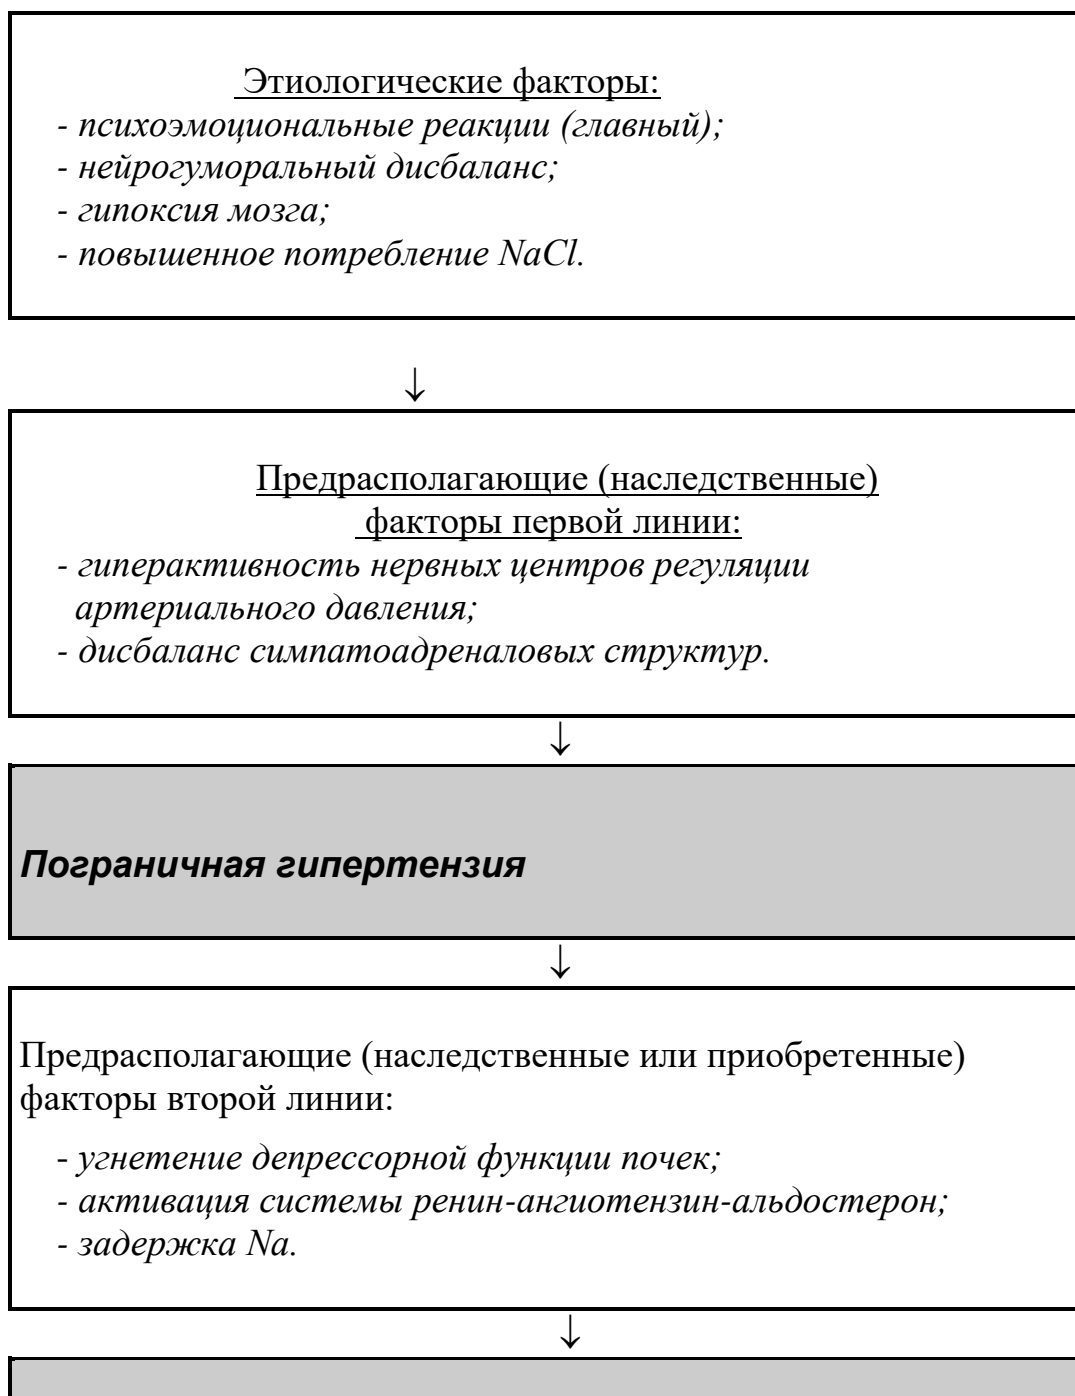 Этиологические факторы:
- психоэмоциональные реакции (главный);
- нейрогуморальный дисбаланс;
- гипоксия мозга;
- повышенное потребление NaCl.
↓
Предрасполагающие (наследственные)
факторы первой линии:
- гиперактивность нервных центров регуляции
артериального давления;
- дисбаланс симпатоадреналовых структур.
↓
Пограничная гипертензия
↓
Предрасполагающие (наследственные или приобретенные)
факторы второй линии:
- угнетение депрессорной функции почек;
- активация системы ренин-ангиотензин-альдостерон;
- задержка Na.
↓